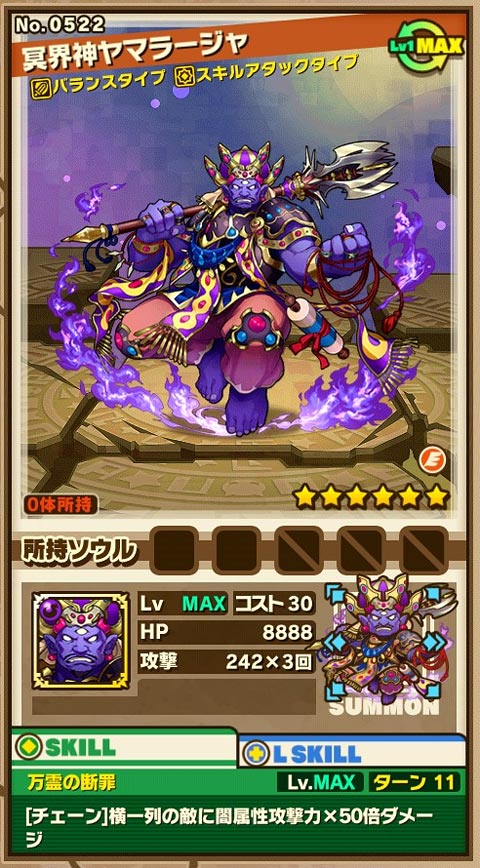 No.0522
冥界神ヤマラージャ
Lv1 MAX
バランスタイプ スキルアタックタイプ
E
0体所持
所持ソウル
Lv MAX コスト 30
HP 8888
攻撃 242×3回
SUMMON
SKILL
L SKILL
万霊の断罪 Lv.MAX ターン 11
[チェーン]横一列の敵に闇属性攻撃力×50倍ダメー
ジ